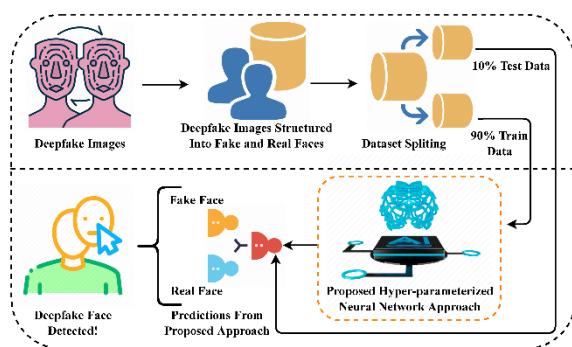 Deepfake Images
Deepfake Images Structured
Into Fake and Real Faces
Dataset Spliting
10% Test Data
90% Train
Data
Fake Face
Real Face
Deepfake Face
Detected!
Predictions From
Proposed Approach
AI
Proposed Hyper-parameterized
Neural Network Approach